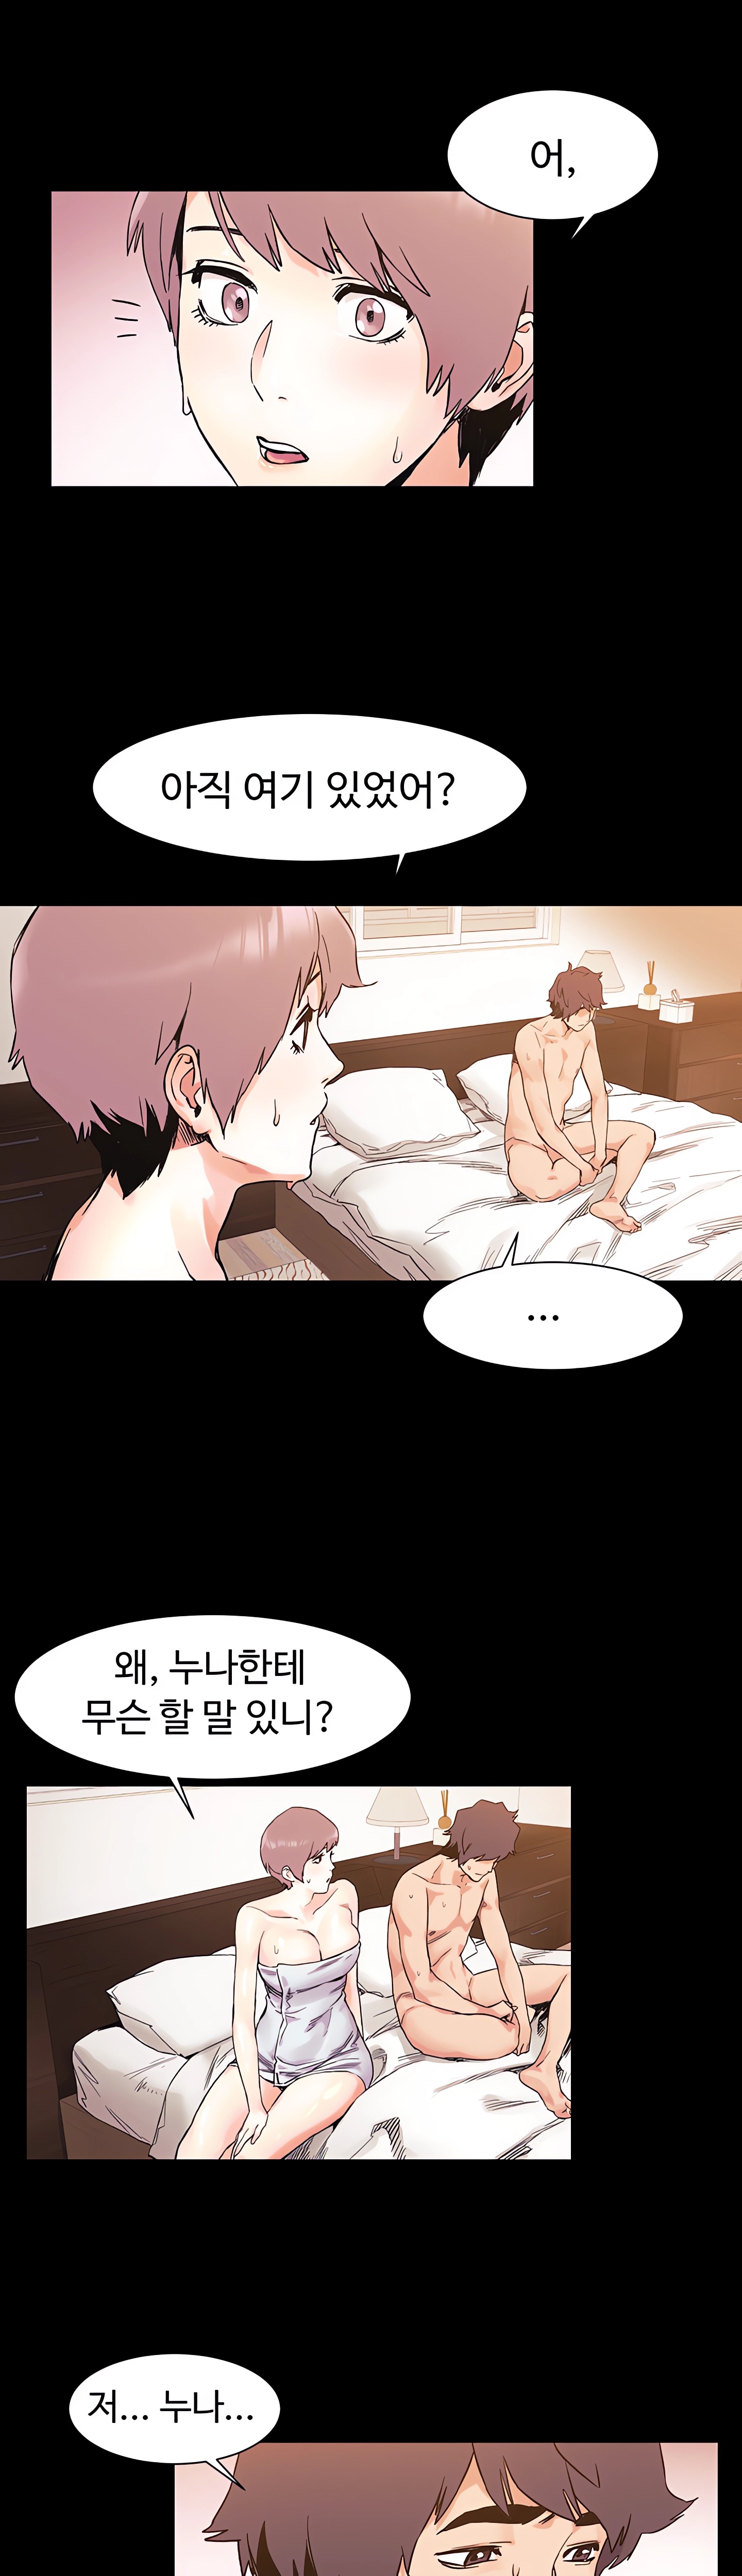 어,
아직 여기 있었어?
...
왜, 누나한테
무슨 할 말 있니?
저... 누나...